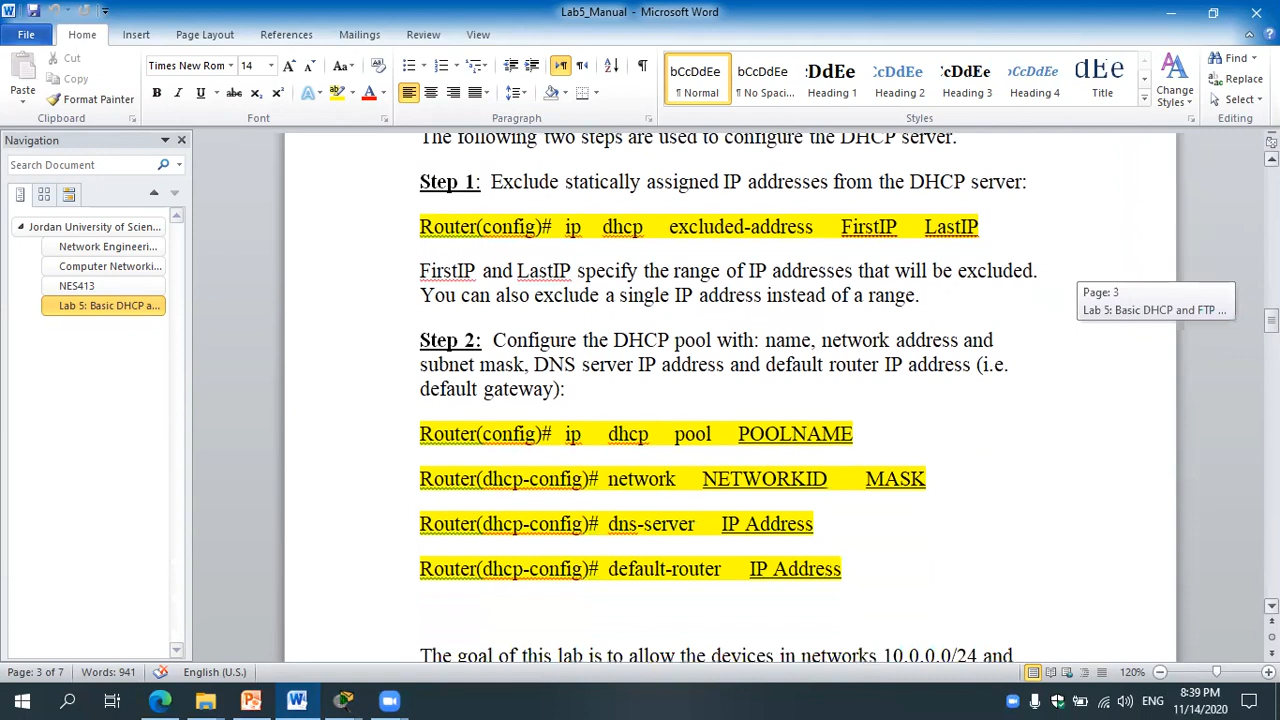 Lab5_Manual - Microsoft Word
File Home Insert Page Layout References Mailings Review View
Paste
Cut
Copy
Format Painter
Clipboard
Times New Rom 14
Font
Paragraph
bCcDdEe bCcDdEe bCcDdEe bCcDdEe bCcDdEe bCcDdEe dEe
¶ Normal ¶ No Spaci... Heading 1 Heading 2 Heading 3 Heading 4 Title
Styles
Change Styles
Find
Replace
Select
Editing
Navigation
Search Document
Jordan University of Scien...
Network Engineeri...
Computer Networki...
NES413
Lab 5: Basic DHCP a...
The following two steps are used to configure the DHCP server.
Step 1: Exclude statically assigned IP addresses from the DHCP server:
Router(config)# ip dhcp excluded-address FirstIP LastIP
FirstIP and LastIP specify the range of IP addresses that will be excluded.
You can also exclude a single IP address instead of a range.
Step 2: Configure the DHCP pool with: name, network address and
subnet mask, DNS server IP address and default router IP address (i.e.
default gateway):
Router(config)# ip dhcp pool POOLNAME
Router(dhcp-config)# network NETWORKID MASK
Router(dhcp-config)# dns-server IP Address
Router(dhcp-config)# default-router IP Address
The goal of this lab is to allow the devices in networks 10.0.0.0/24 and
Page: 3
Lab 5: Basic DHCP and FTP ...
Page: 3 of 7 Words: 941 English (U.S.) 120%
ENG
8:39 PM
11/14/2020